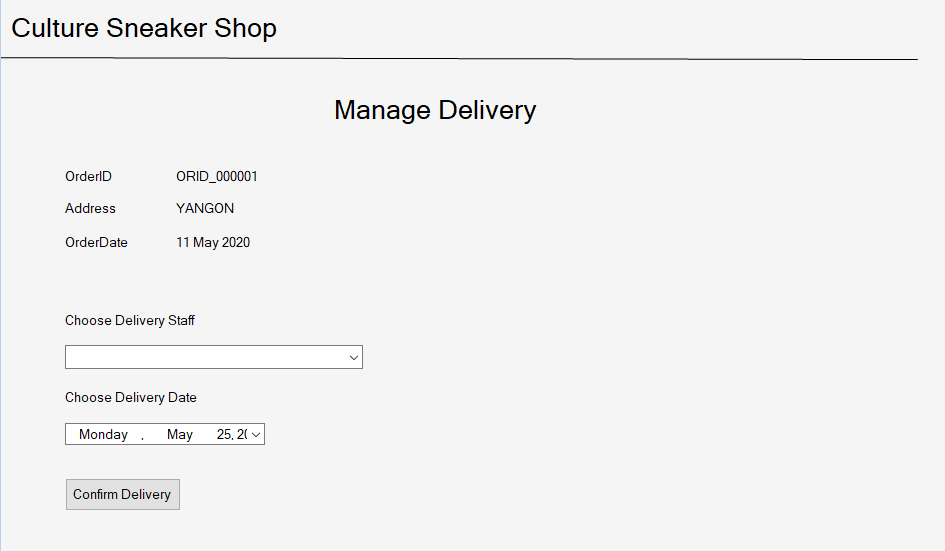 Culture Sneaker Shop
Manage Delivery
OrderID ORID_000001
Address YANGON
OrderDate 11 May 2020
Choose Delivery Staff
Choose Delivery Date
Monday , May 25, 20
Confirm Delivery